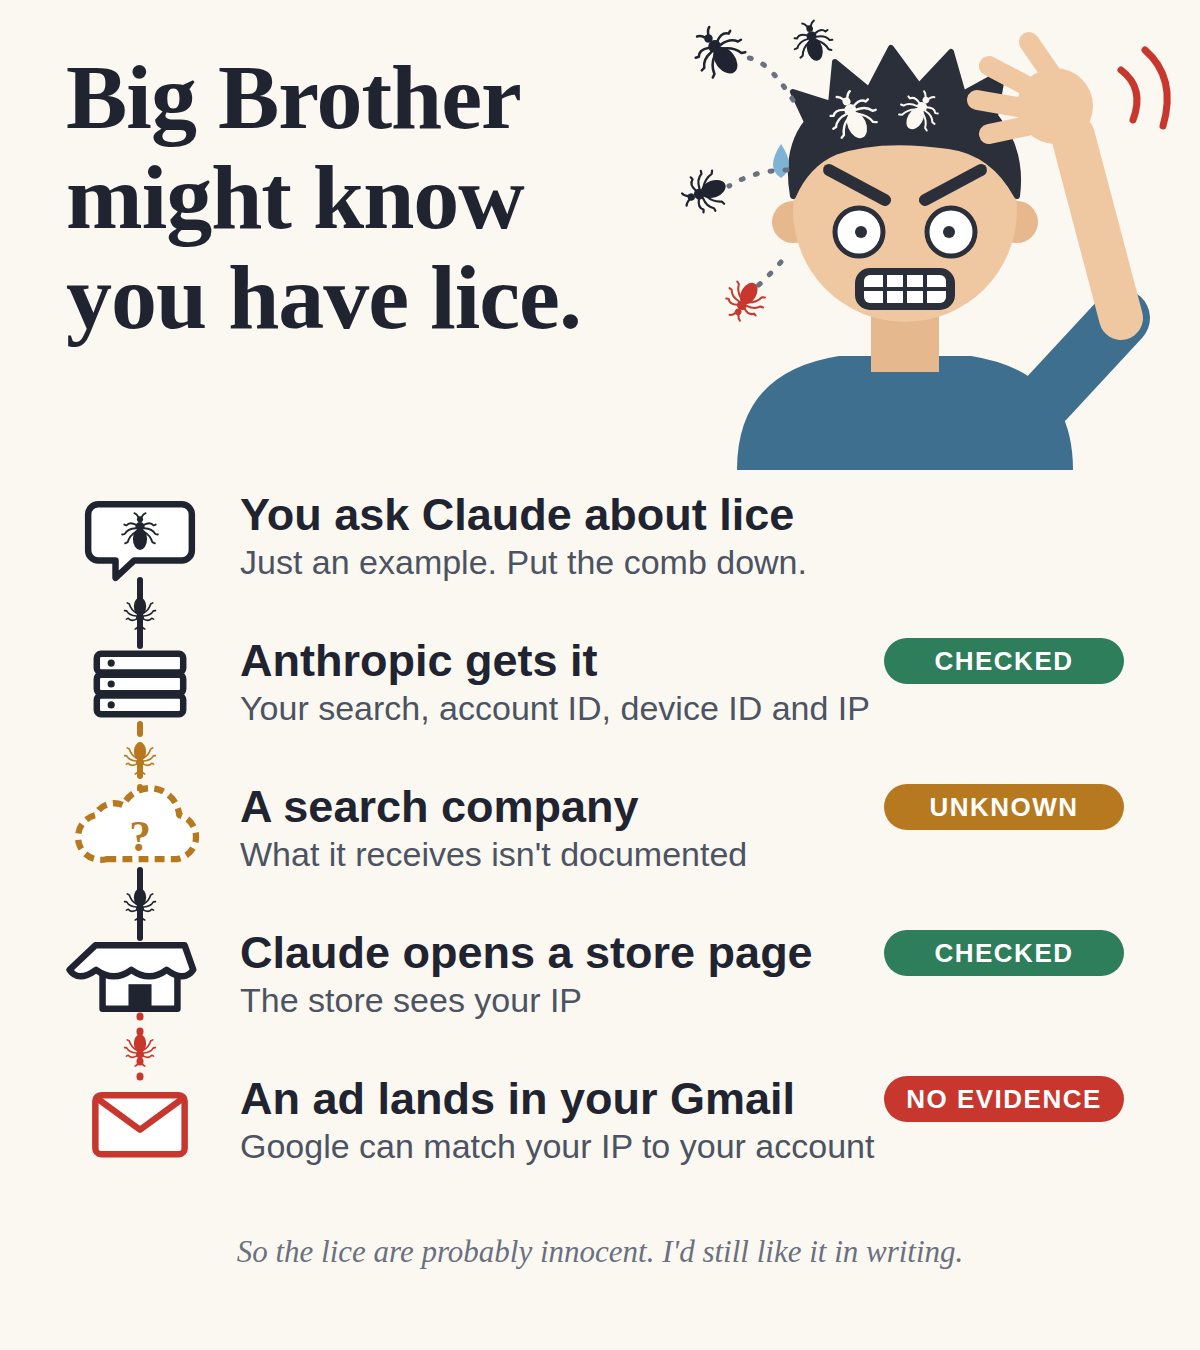 Big Brother
might know
you have lice.
You ask Claude about lice
Just an example. Put the comb down.
Anthropic gets it
CHECKED
Your search, account ID, device ID and IP
A search company
UNKNOWN
?
What it receives isn't documented
Claude opens a store page
CHECKED
The store sees your IP
An ad lands in your Gmail
NO EVIDENCE
Google can match your IP to your account
So the lice are probably innocent. I'd still like it in writing.